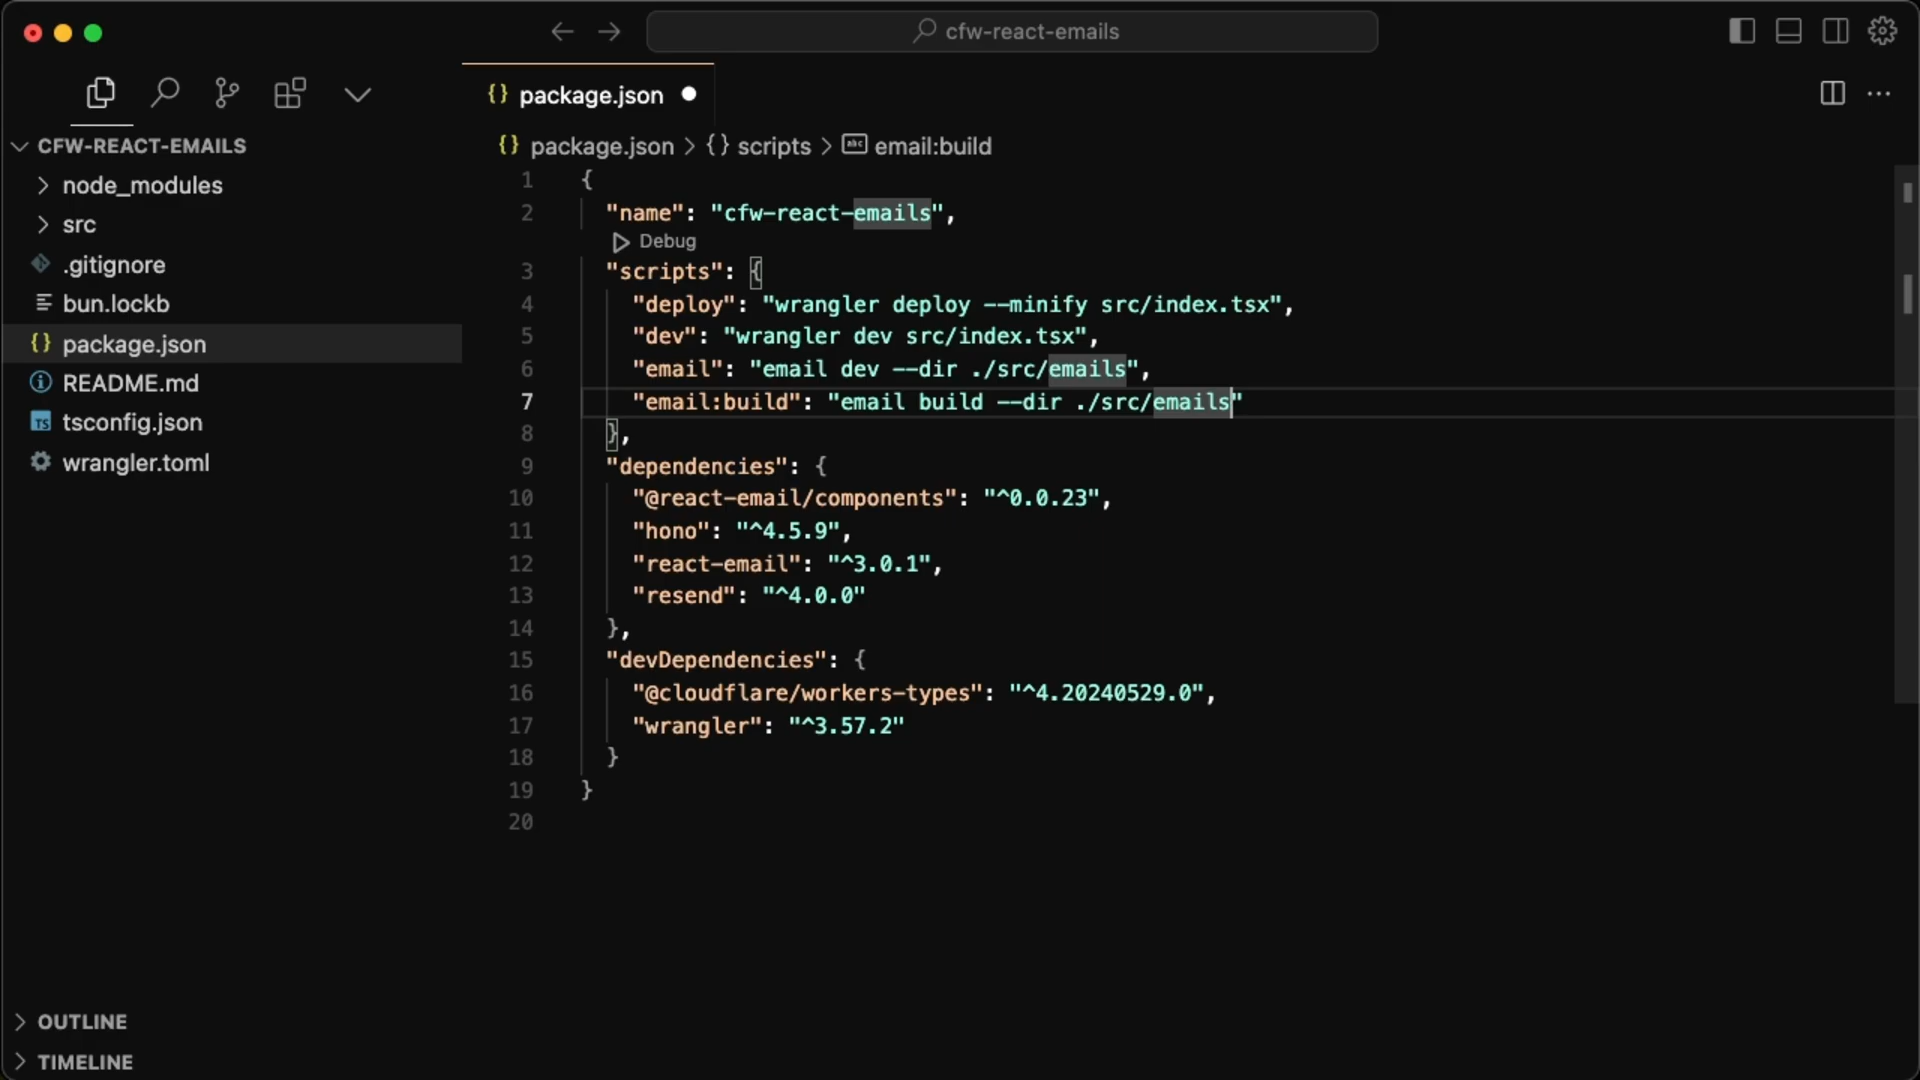 cfw-react-emails
package.json
CFW-REACT-EMAILS
node_modules
src
.gitignore
bun.lockb
package.json
README.md
TS tsconfig.json
wrangler.toml
OUTLINE
TIMELINE
{} package.json > {} scripts > abc email:build
1 {
2 "name": "cfw-react-emails",
Debug
3 "scripts": {
4 "deploy": "wrangler deploy --minify src/index.tsx",
5 "dev": "wrangler dev src/index.tsx",
6 "email": "email dev --dir ./src/emails",
7 "email:build": "email build --dir ./src/emails"
8 },
9 "dependencies": {
10 "@react-email/components": "^0.0.23",
11 "hono": "^4.5.9",
12 "react-email": "^3.0.1",
13 "resend": "^4.0.0"
14 },
15 "devDependencies": {
16 "@cloudflare/workers-types": "^4.20240529.0",
17 "wrangler": "^3.57.2"
18 }
19 }
20